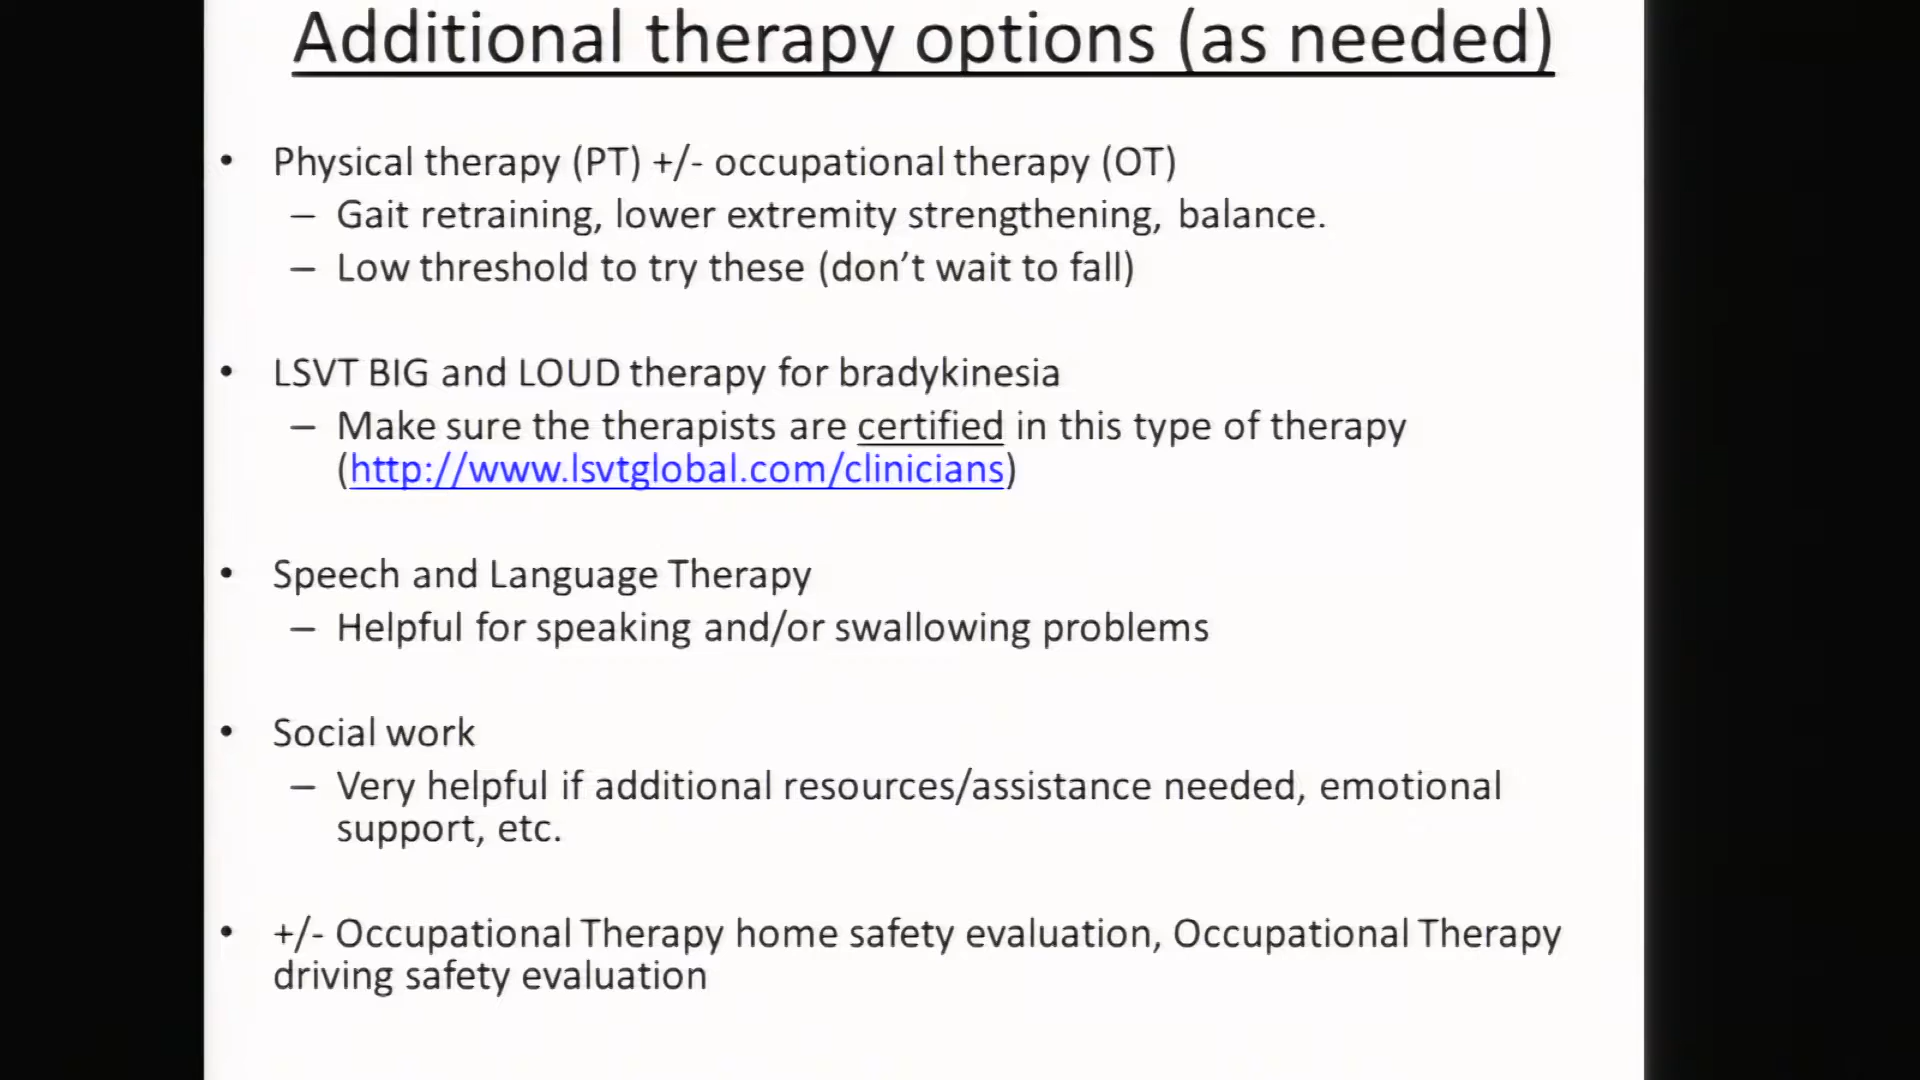 Additional therapy options (as needed)
• Physical therapy (PT) +/- occupational therapy (OT)
– Gait retraining, lower extremity strengthening, balance.
– Low threshold to try these (don’t wait to fall)
• LSVT BIG and LOUD therapy for bradykinesia
– Make sure the therapists are certified in this type of therapy
(http://www.lsvtglobal.com/clinicians)
• Speech and Language Therapy
– Helpful for speaking and/or swallowing problems
• Social work
– Very helpful if additional resources/assistance needed, emotional
support, etc.
• +/- Occupational Therapy home safety evaluation, Occupational Therapy
driving safety evaluation